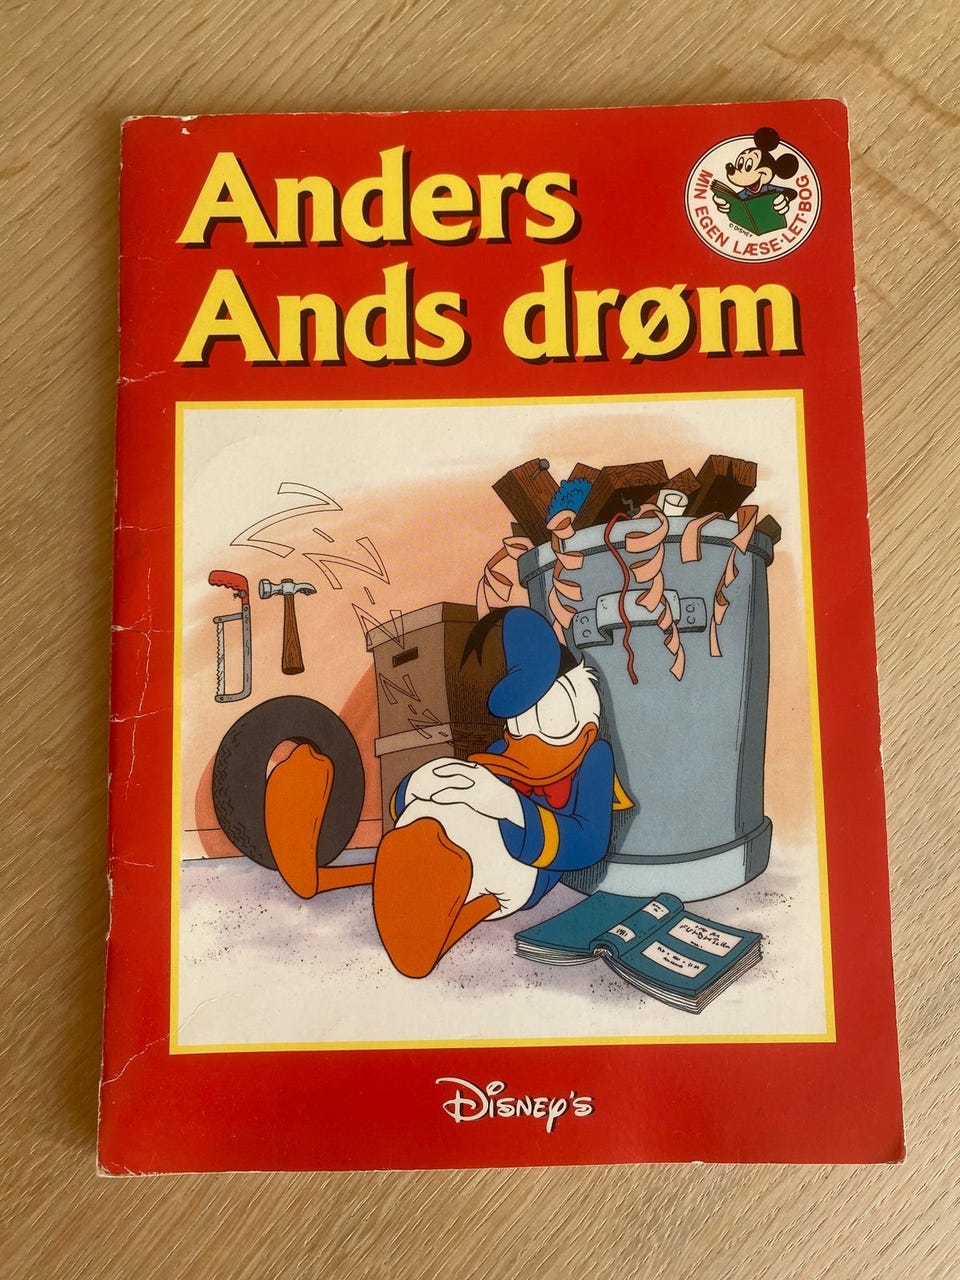 Anders
Ands drøm
MIN EGEN LÆSE-LET-BOG
© DISNEY
DISNEY'S